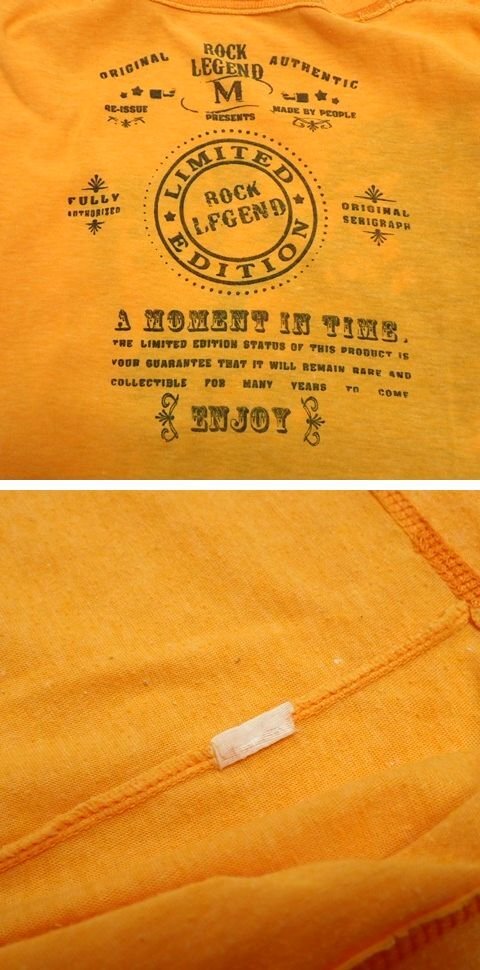 ORIGINAL
ROCK
LEGEND
AUTHENTIC
M
RE-ISSUE
PRESENTS
MADE BY PEOPLE
LIMITED
ROCK
LEGEND
EDITION
FULLY
AUTHORIZED
ORIGINAL
SERIGRAPH
A MOMENT IN TIME.
THE LIMITED EDITION STATUS OF THIS PRODUCT IS
YOUR GUARANTEE THAT IT WILL REMAIN RARE AND
COLLECTIBLE FOR MANY YEARS TO COME
ENJOY